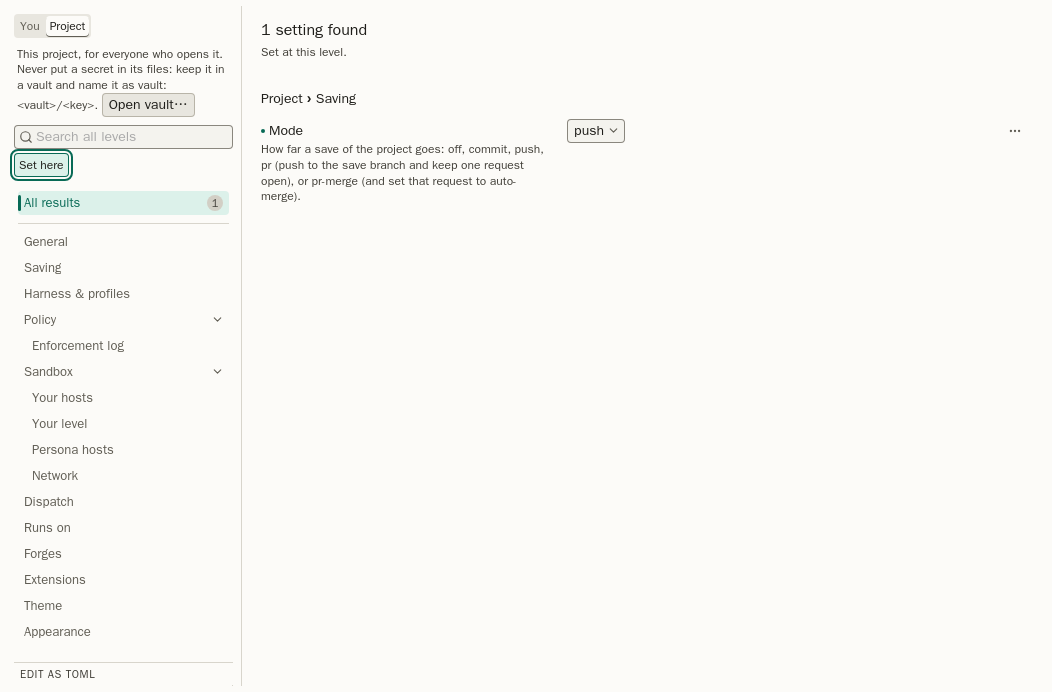 You Project
This project, for everyone who opens it.
Never put a secret in its files: keep it in
a vault and name it as vault:
<vault>/<key>. Open vault···
Search all levels
Set here
All results 1
General
Saving
Harness & profiles
Policy
Enforcement log
Sandbox
Your hosts
Your level
Persona hosts
Network
Dispatch
Runs on
Forges
Extensions
Theme
Appearance
EDIT AS TOML
1 setting found
Set at this level.
Project › Saving
Mode
How far a save of the project goes: off, commit, push,
pr (push to the save branch and keep one request
open), or pr-merge (and set that request to auto-
merge).
push
···